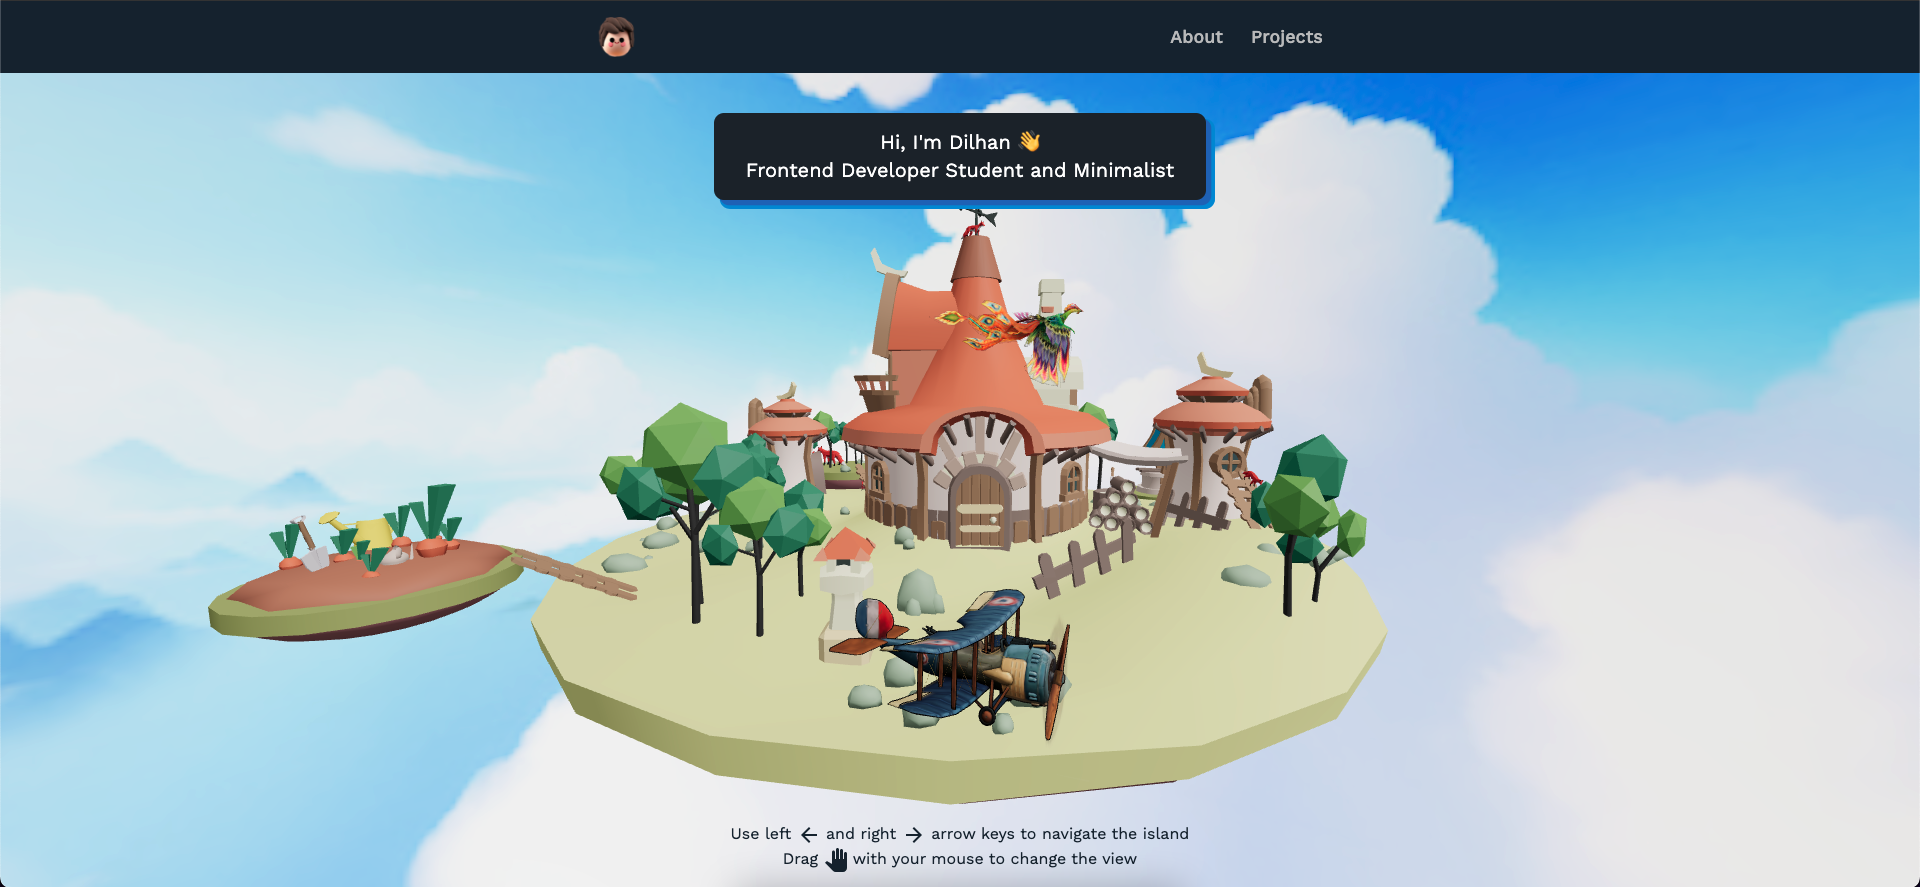 About Projects
Hi, I'm Dilhan 👋
Frontend Developer Student and Minimalist
Use left ← and right → arrow keys to navigate the island
Drag with your mouse to change the view